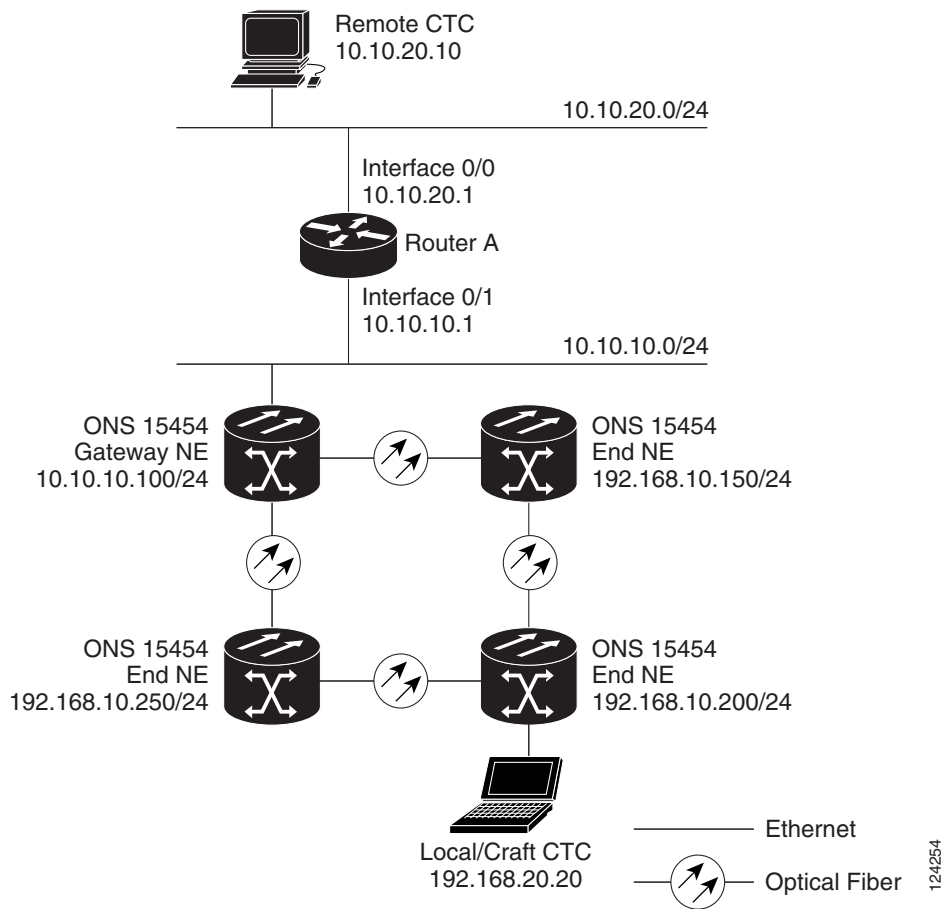 Remote CTC
10.10.20.10
10.10.20.0/24
Interface 0/0
10.10.20.1
Router A
Interface 0/1
10.10.10.1
10.10.10.0/24
ONS 15454
Gateway NE
10.10.10.100/24
ONS 15454
End NE
192.168.10.150/24
ONS 15454
End NE
192.168.10.250/24
ONS 15454
End NE
192.168.10.200/24
Local/Craft CTC
192.168.20.20
Ethernet
Optical Fiber
124254